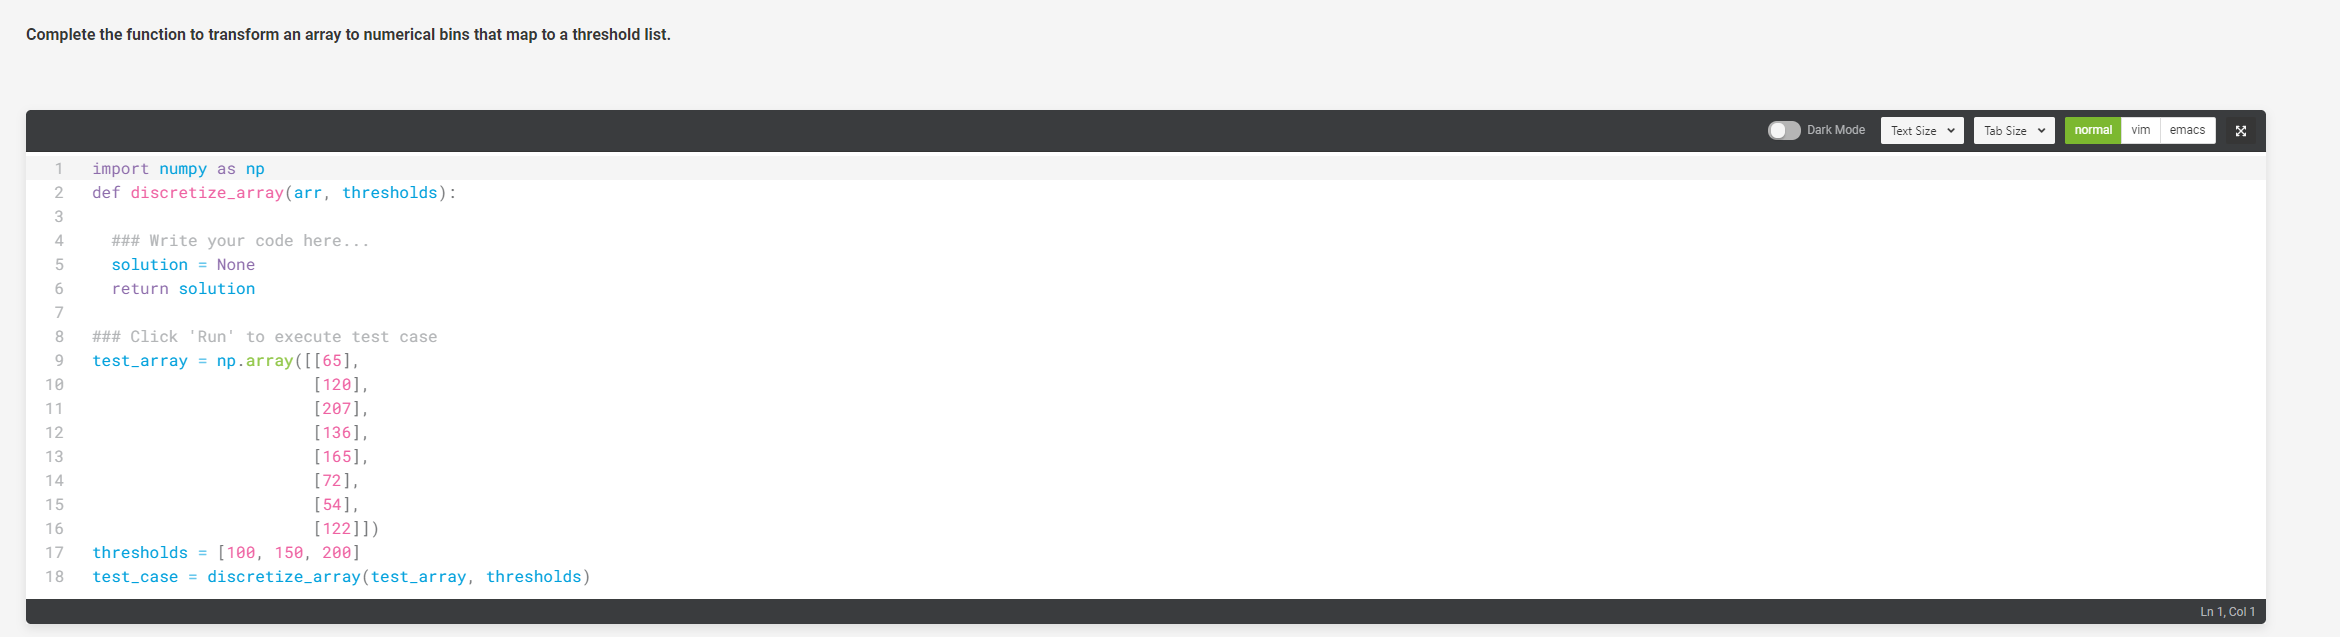 Complete the function to transform an array to numerical bins that map to a threshold list.
Dark Mode Text Size Tab Size normal vim emacs
1 import numpy as np
2 def discretize_array(arr, thresholds):
3
4 ### Write your code here...
5 solution = None
6 return solution
7
8 ### Click 'Run' to execute test case
9 test_array = np.array([[65],
10 [120],
11 [207],
12 [136],
13 [165],
14 [72],
15 [54],
16 [122]])
17 thresholds = [100, 150, 200]
18 test_case = discretize_array(test_array, thresholds)
Ln 1, Col 1